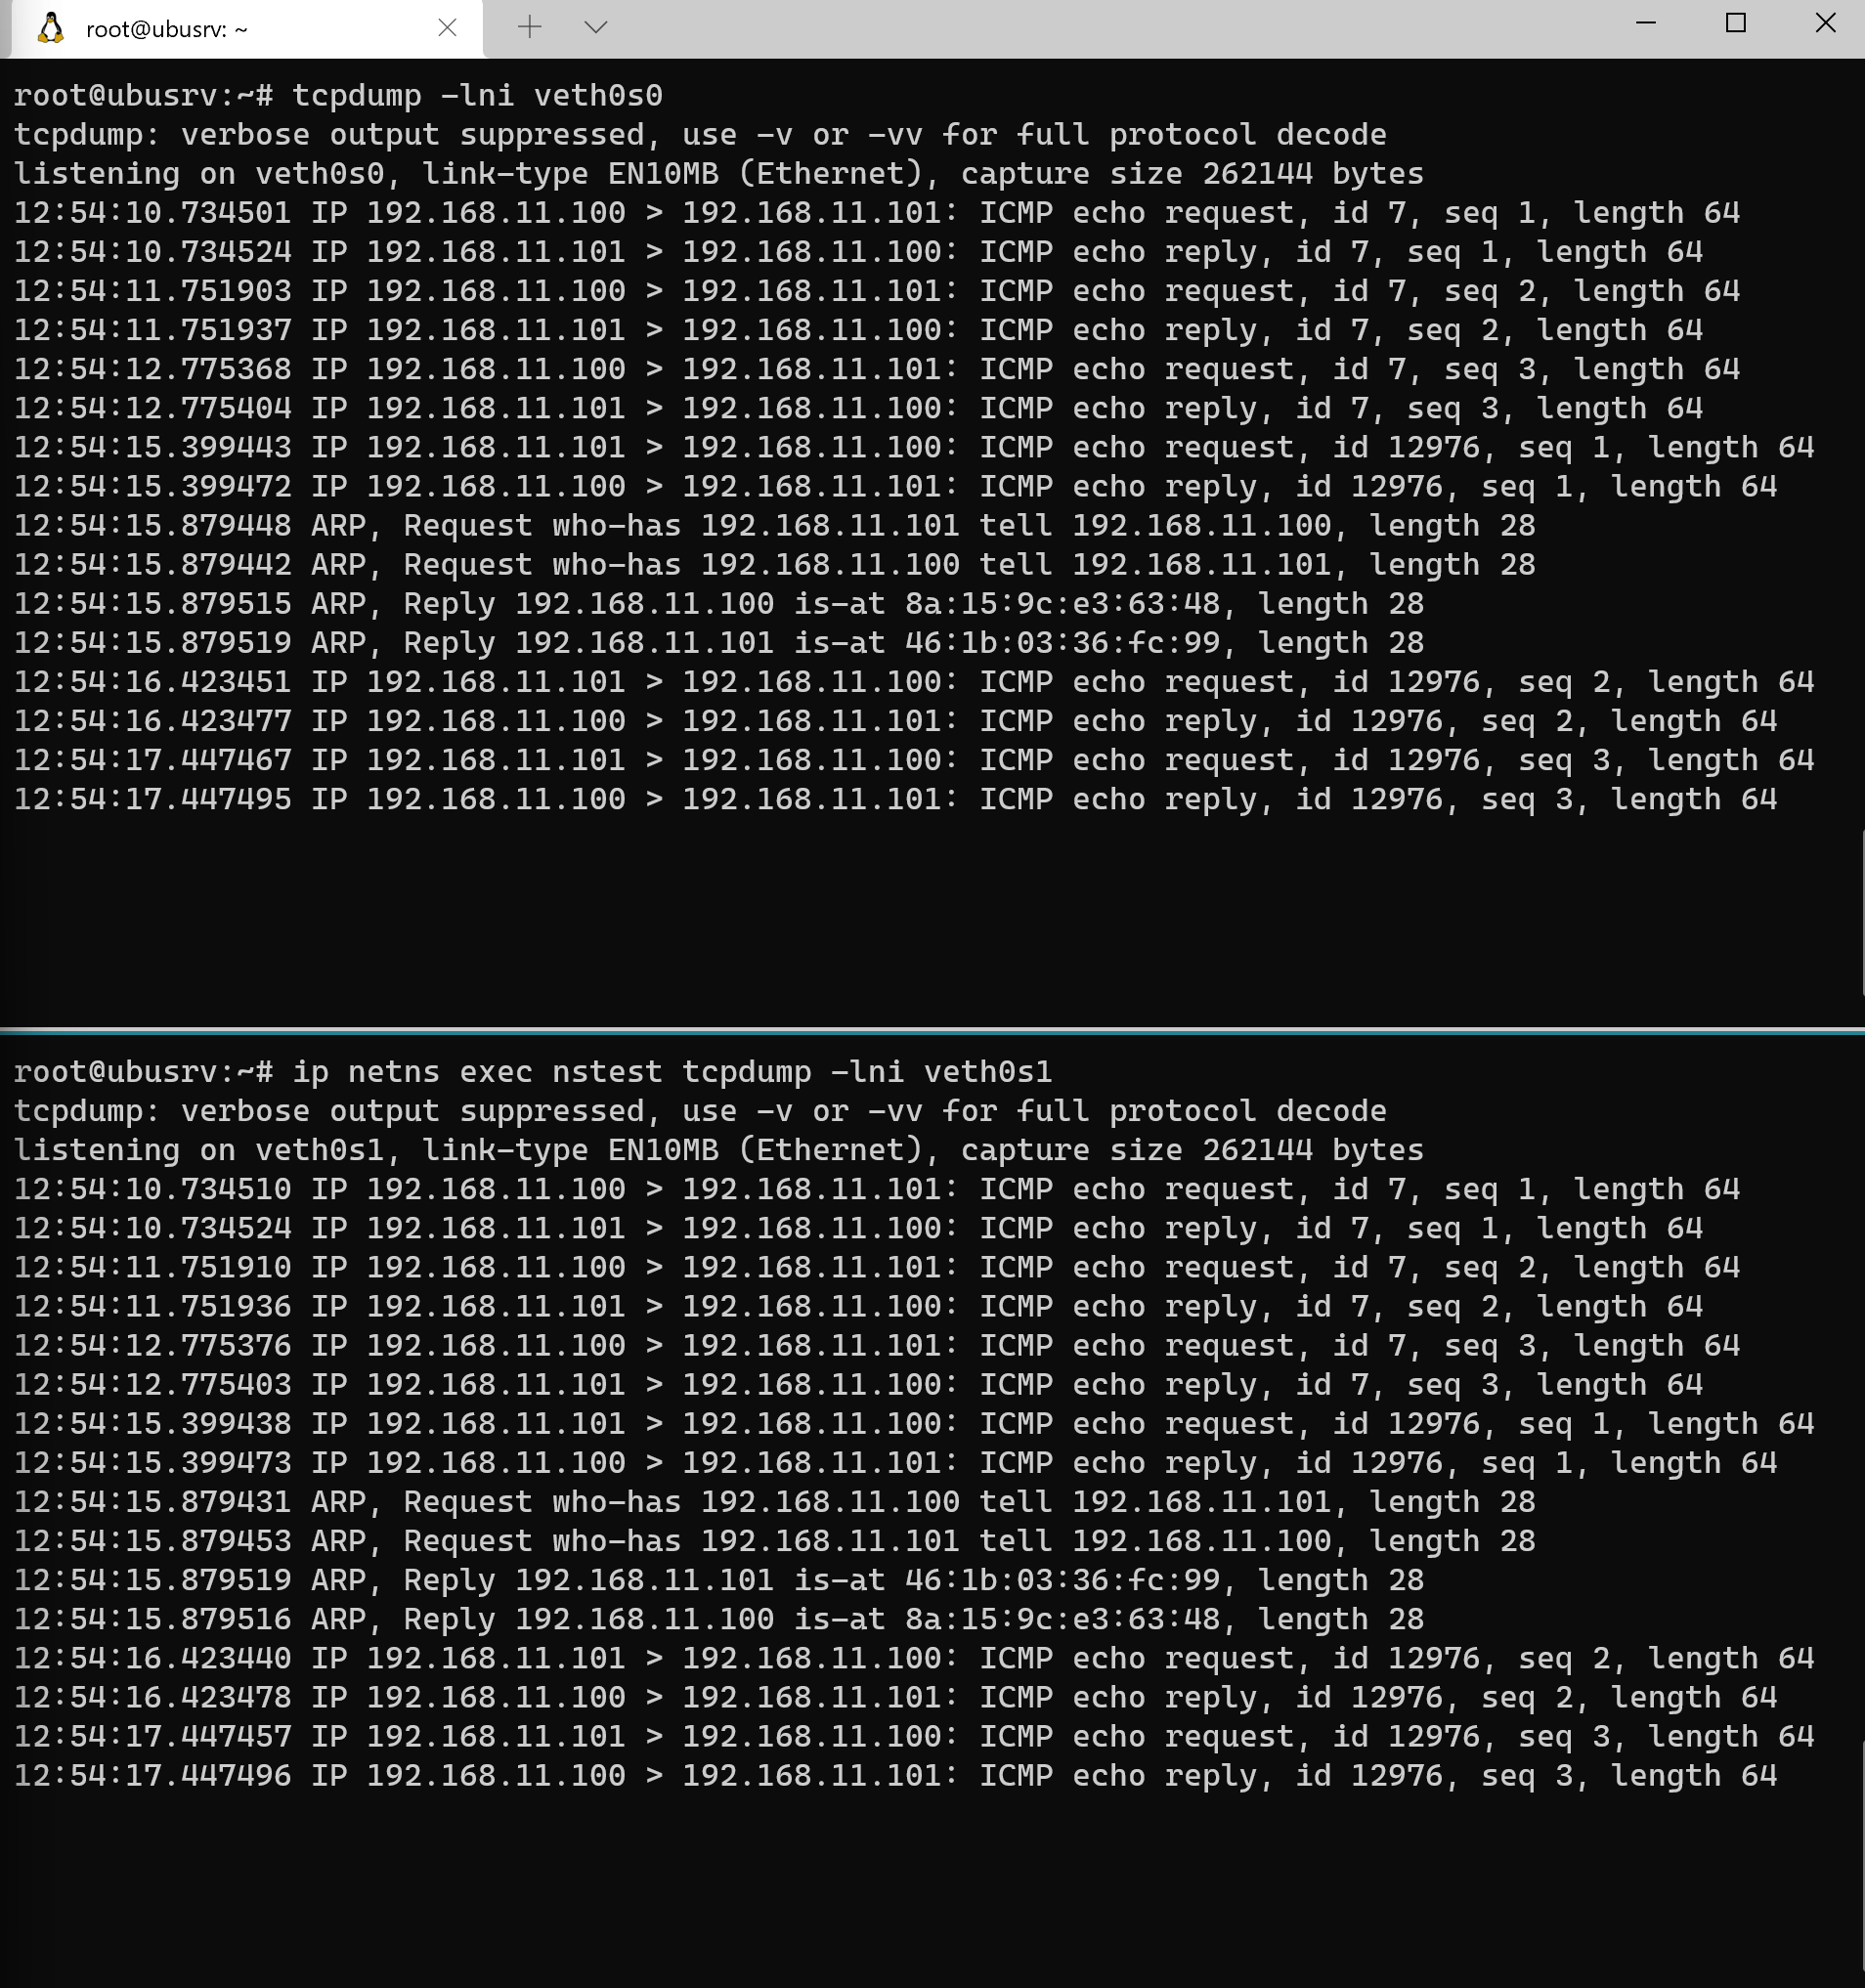 root@ubusrv: ~
root@ubusrv:~# tcpdump -lni veth0s0
tcpdump: verbose output suppressed, use -v or -vv for full protocol decode
listening on veth0s0, link-type EN10MB (Ethernet), capture size 262144 bytes
12:54:10.734501 IP 192.168.11.100 > 192.168.11.101: ICMP echo request, id 7, seq 1, length 64
12:54:10.734524 IP 192.168.11.101 > 192.168.11.100: ICMP echo reply, id 7, seq 1, length 64
12:54:11.751903 IP 192.168.11.100 > 192.168.11.101: ICMP echo request, id 7, seq 2, length 64
12:54:11.751937 IP 192.168.11.101 > 192.168.11.100: ICMP echo reply, id 7, seq 2, length 64
12:54:12.775368 IP 192.168.11.100 > 192.168.11.101: ICMP echo request, id 7, seq 3, length 64
12:54:12.775404 IP 192.168.11.101 > 192.168.11.100: ICMP echo reply, id 7, seq 3, length 64
12:54:15.399443 IP 192.168.11.101 > 192.168.11.100: ICMP echo request, id 12976, seq 1, length 64
12:54:15.399472 IP 192.168.11.100 > 192.168.11.101: ICMP echo reply, id 12976, seq 1, length 64
12:54:15.879448 ARP, Request who-has 192.168.11.101 tell 192.168.11.100, length 28
12:54:15.879442 ARP, Request who-has 192.168.11.100 tell 192.168.11.101, length 28
12:54:15.879515 ARP, Reply 192.168.11.100 is-at 8a:15:9c:e3:63:48, length 28
12:54:15.879519 ARP, Reply 192.168.11.101 is-at 46:1b:03:36:fc:99, length 28
12:54:16.423451 IP 192.168.11.101 > 192.168.11.100: ICMP echo request, id 12976, seq 2, length 64
12:54:16.423477 IP 192.168.11.100 > 192.168.11.101: ICMP echo reply, id 12976, seq 2, length 64
12:54:17.447467 IP 192.168.11.101 > 192.168.11.100: ICMP echo request, id 12976, seq 3, length 64
12:54:17.447495 IP 192.168.11.100 > 192.168.11.101: ICMP echo reply, id 12976, seq 3, length 64
root@ubusrv:~# ip netns exec nstest tcpdump -lni veth0s1
tcpdump: verbose output suppressed, use -v or -vv for full protocol decode
listening on veth0s1, link-type EN10MB (Ethernet), capture size 262144 bytes
12:54:10.734510 IP 192.168.11.100 > 192.168.11.101: ICMP echo request, id 7, seq 1, length 64
12:54:10.734524 IP 192.168.11.101 > 192.168.11.100: ICMP echo reply, id 7, seq 1, length 64
12:54:11.751910 IP 192.168.11.100 > 192.168.11.101: ICMP echo request, id 7, seq 2, length 64
12:54:11.751936 IP 192.168.11.101 > 192.168.11.100: ICMP echo reply, id 7, seq 2, length 64
12:54:12.775376 IP 192.168.11.100 > 192.168.11.101: ICMP echo request, id 7, seq 3, length 64
12:54:12.775403 IP 192.168.11.101 > 192.168.11.100: ICMP echo reply, id 7, seq 3, length 64
12:54:15.399438 IP 192.168.11.101 > 192.168.11.100: ICMP echo request, id 12976, seq 1, length 64
12:54:15.399473 IP 192.168.11.100 > 192.168.11.101: ICMP echo reply, id 12976, seq 1, length 64
12:54:15.879431 ARP, Request who-has 192.168.11.100 tell 192.168.11.101, length 28
12:54:15.879453 ARP, Request who-has 192.168.11.101 tell 192.168.11.100, length 28
12:54:15.879519 ARP, Reply 192.168.11.101 is-at 46:1b:03:36:fc:99, length 28
12:54:15.879516 ARP, Reply 192.168.11.100 is-at 8a:15:9c:e3:63:48, length 28
12:54:16.423440 IP 192.168.11.101 > 192.168.11.100: ICMP echo request, id 12976, seq 2, length 64
12:54:16.423478 IP 192.168.11.100 > 192.168.11.101: ICMP echo reply, id 12976, seq 2, length 64
12:54:17.447457 IP 192.168.11.101 > 192.168.11.100: ICMP echo request, id 12976, seq 3, length 64
12:54:17.447496 IP 192.168.11.100 > 192.168.11.101: ICMP echo reply, id 12976, seq 3, length 64